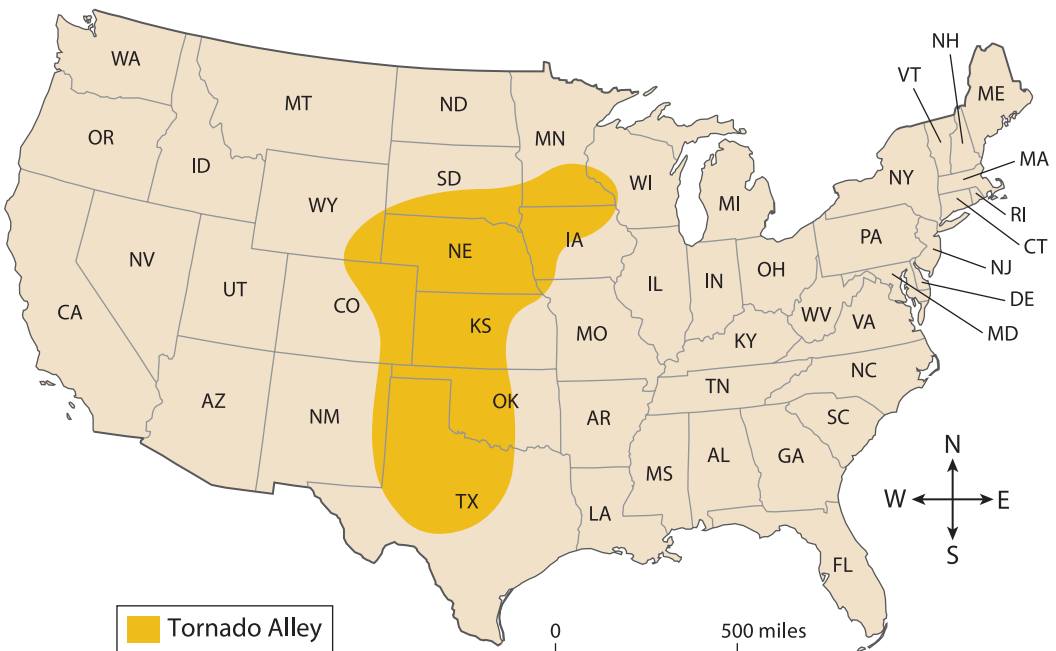 WA
NH
VT
ME
MT
ND
OR
MN
MA
ID
SD
WI
NY
WY
MI
RI
PA
CT
NE
IA
NV
OH
NJ
UT
IL
IN
CO
DE
CA
WV
KS
VA
MO
KY
MD
NC
TN
AZ
OK
NM
AR
SC
AL
GA
N
MS
TX
W
E
LA
S
FL
Tornado Alley
0
500 miles